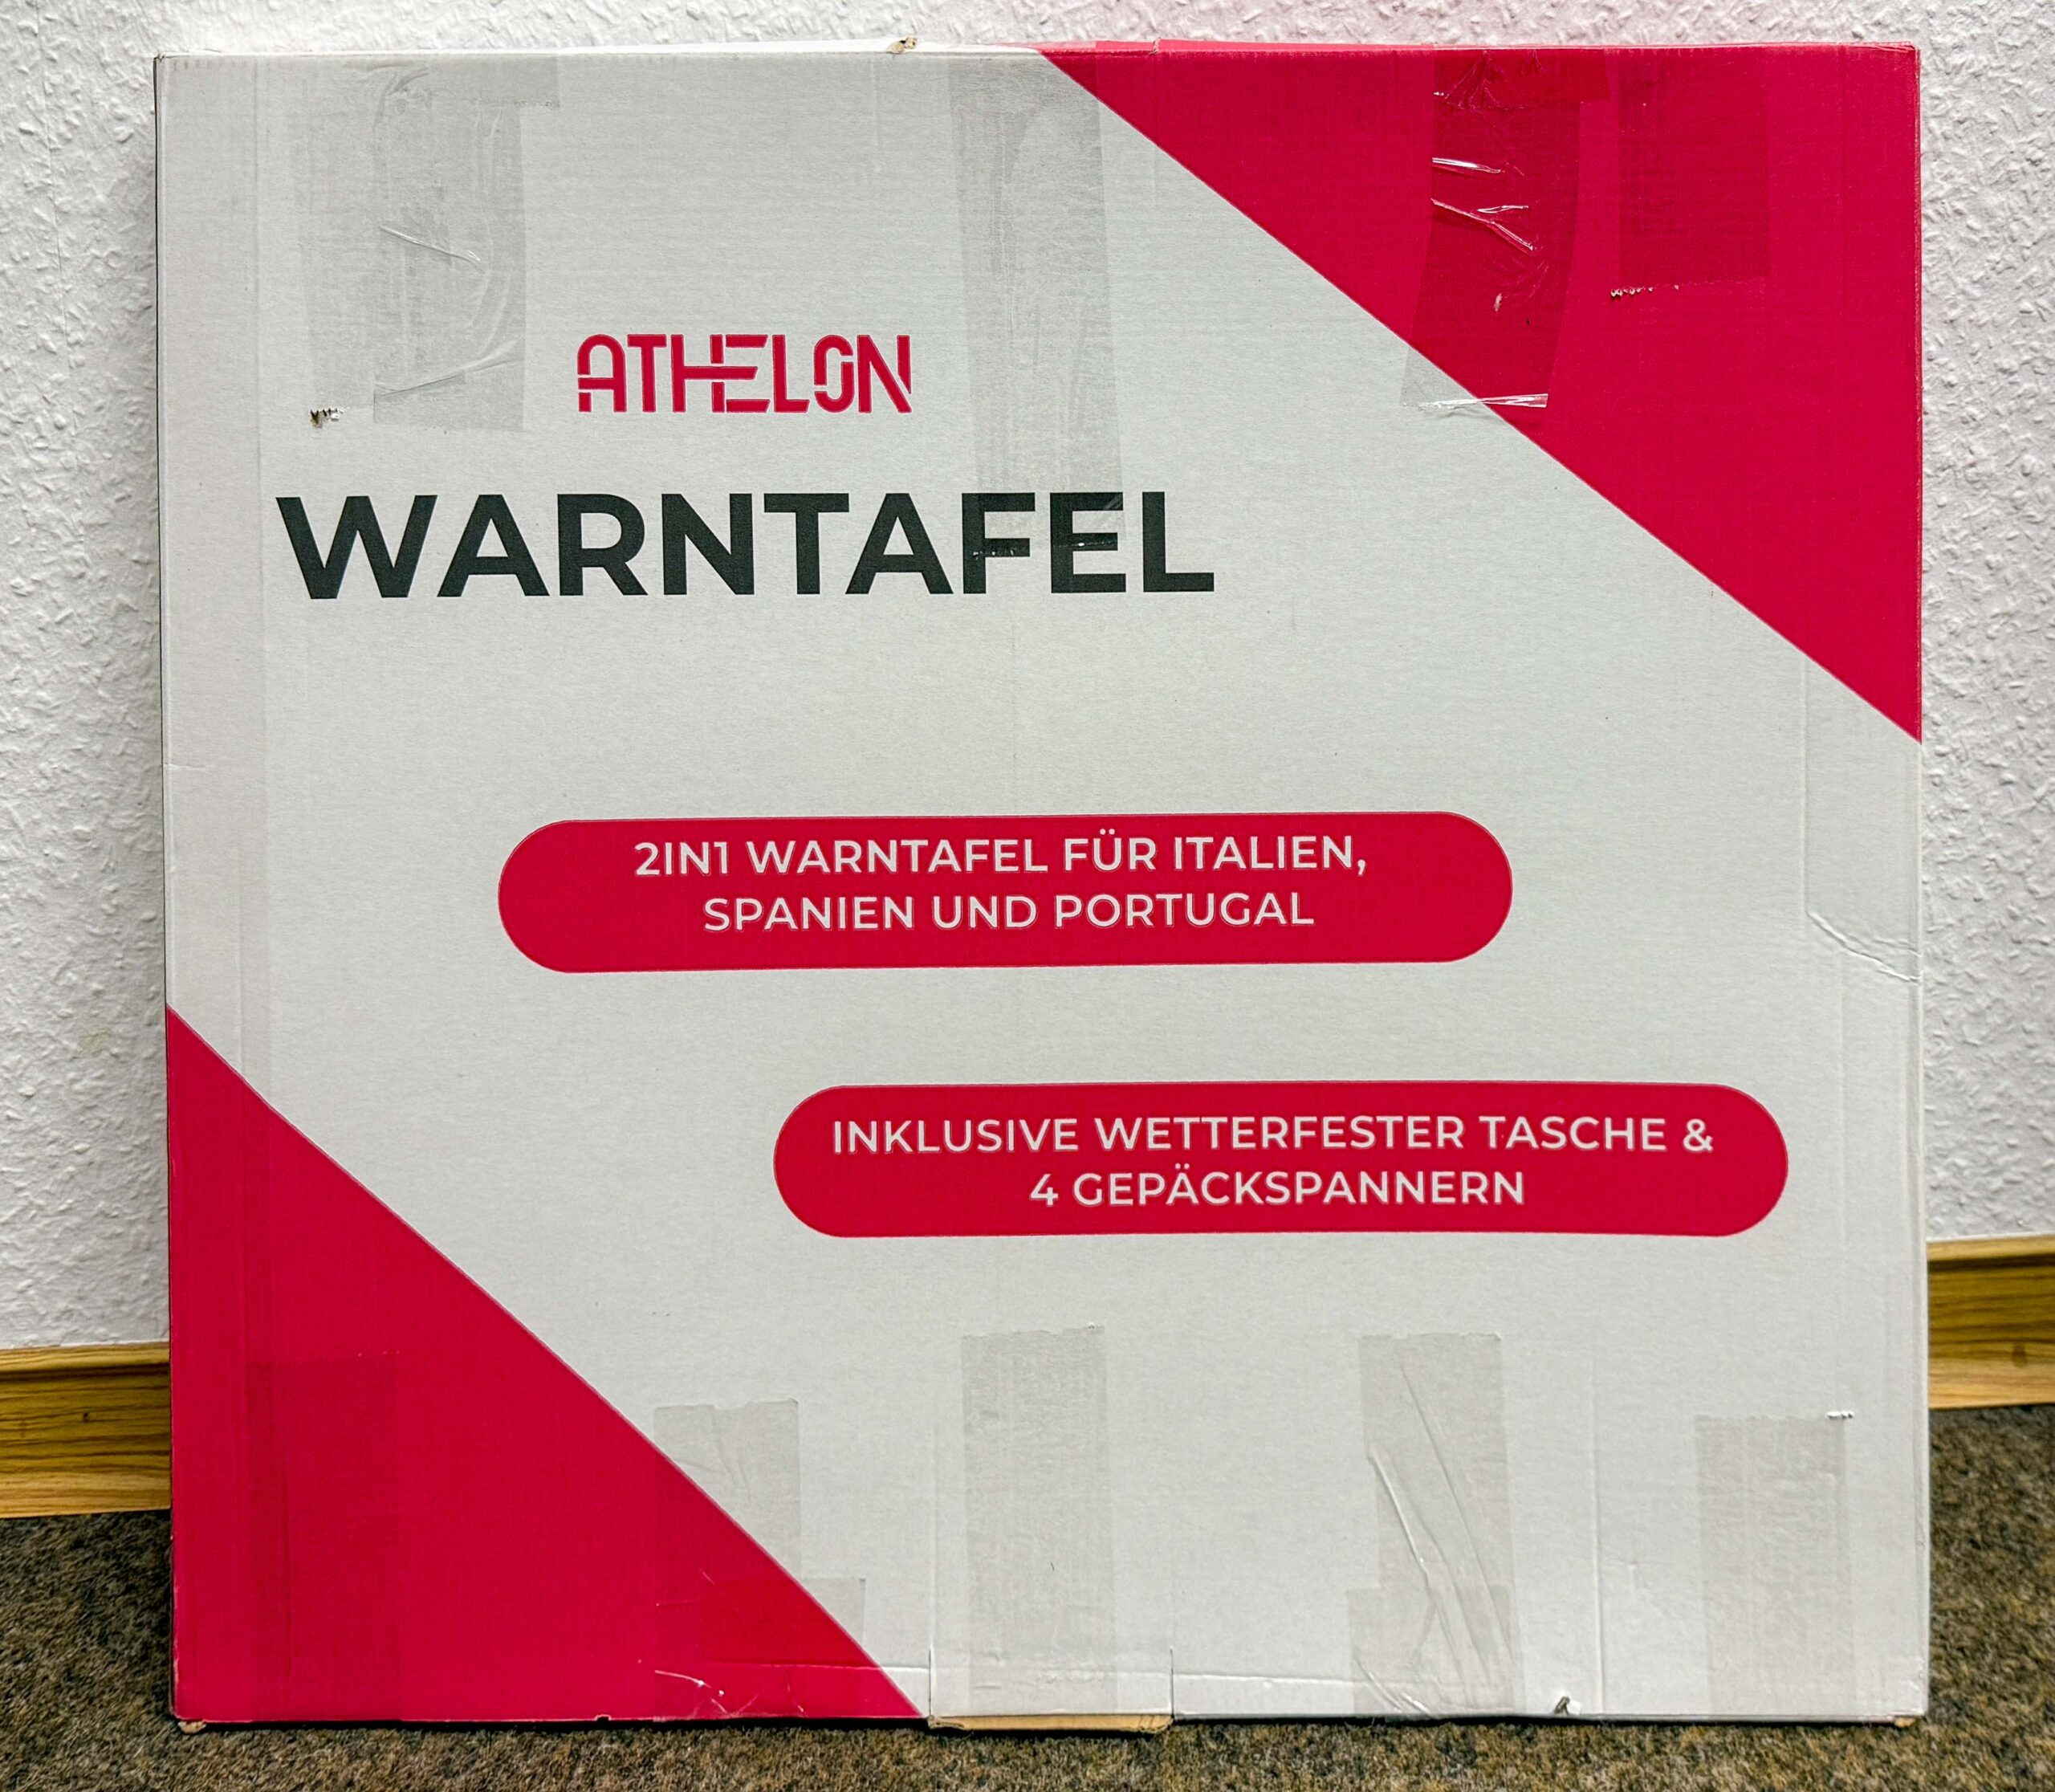 ATHELON
WARNTAFEL
2IN1 WARNTAFEL FÜR ITALIEN,
SPANIEN UND PORTUGAL
INKLUSIVE WETTERFESTER TASCHE &
4 GEPÄCKSPANNERN